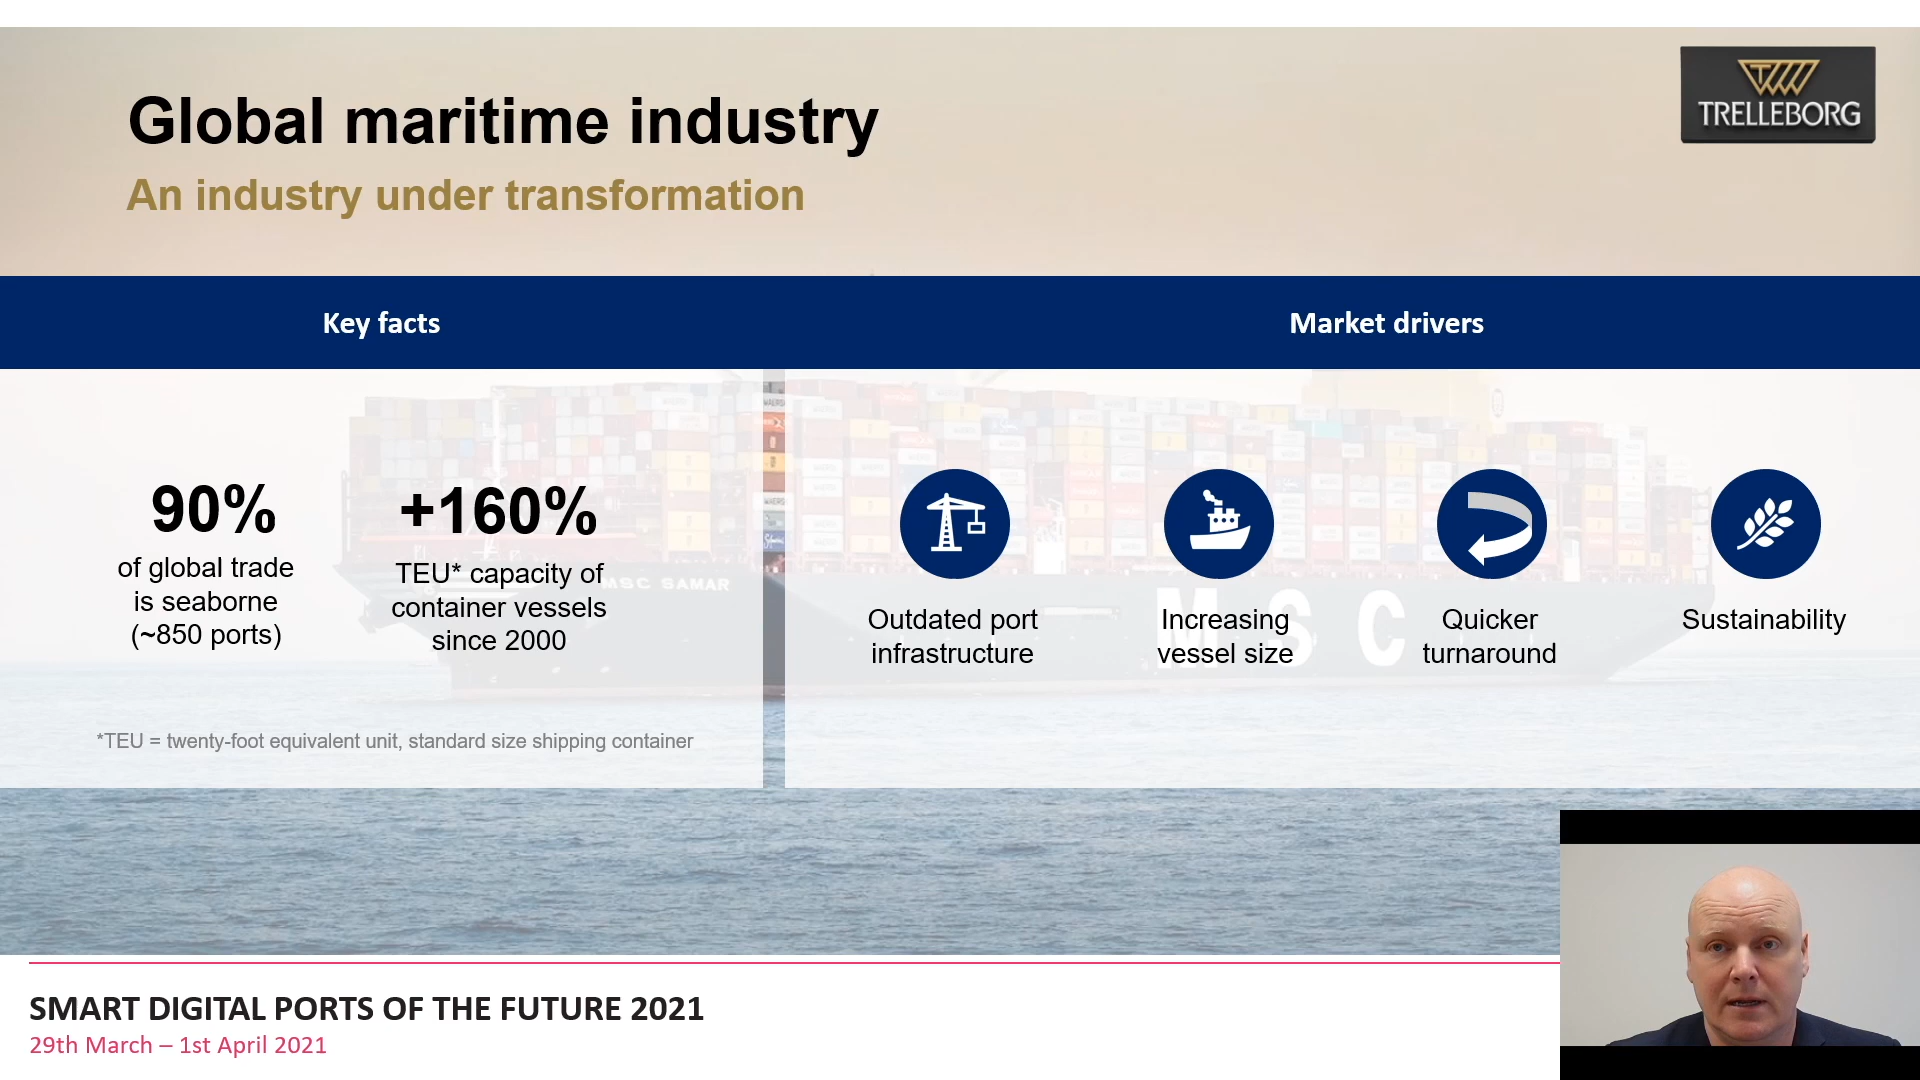 Global maritime industry
An industry under transformation
TRELLEBORG
Key facts
Market drivers
90%
of global trade
is seaborne
(~850 ports)
+160%
TEU* capacity of
container vessels
since 2000
*TEU = twenty-foot equivalent unit, standard size shipping container
Outdated port
infrastructure
Increasing
vessel size
Quicker
turnaround
Sustainability
MSC SAMAR
M S C
SMART DIGITAL PORTS OF THE FUTURE 2021
29th March – 1st April 2021